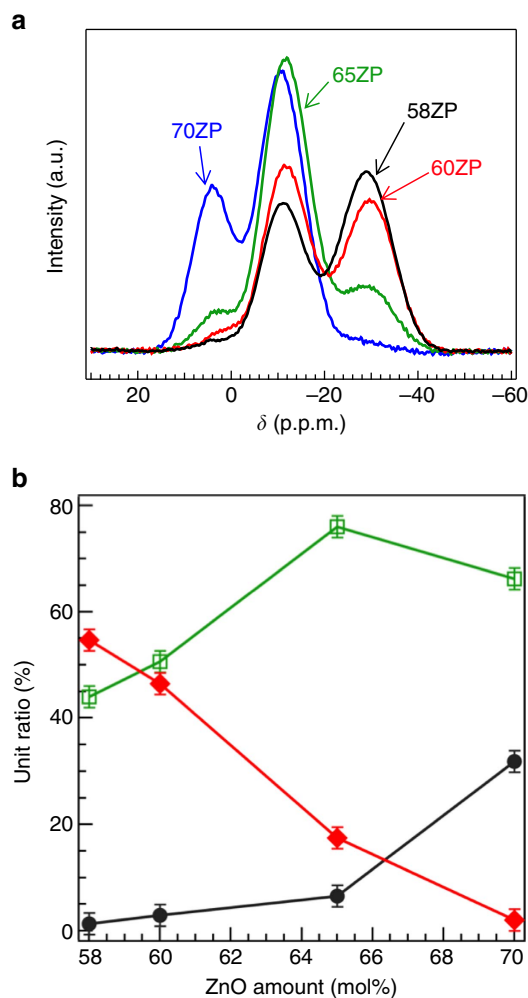 a
Intensity (a.u.)
70ZP
65ZP
58ZP
60ZP
20 0 −20 −40 −60
δ (p.p.m.)
b
Unit ratio (%)
80
60
40
20
0
58 60 62 64 66 68 70
ZnO amount (mol%)